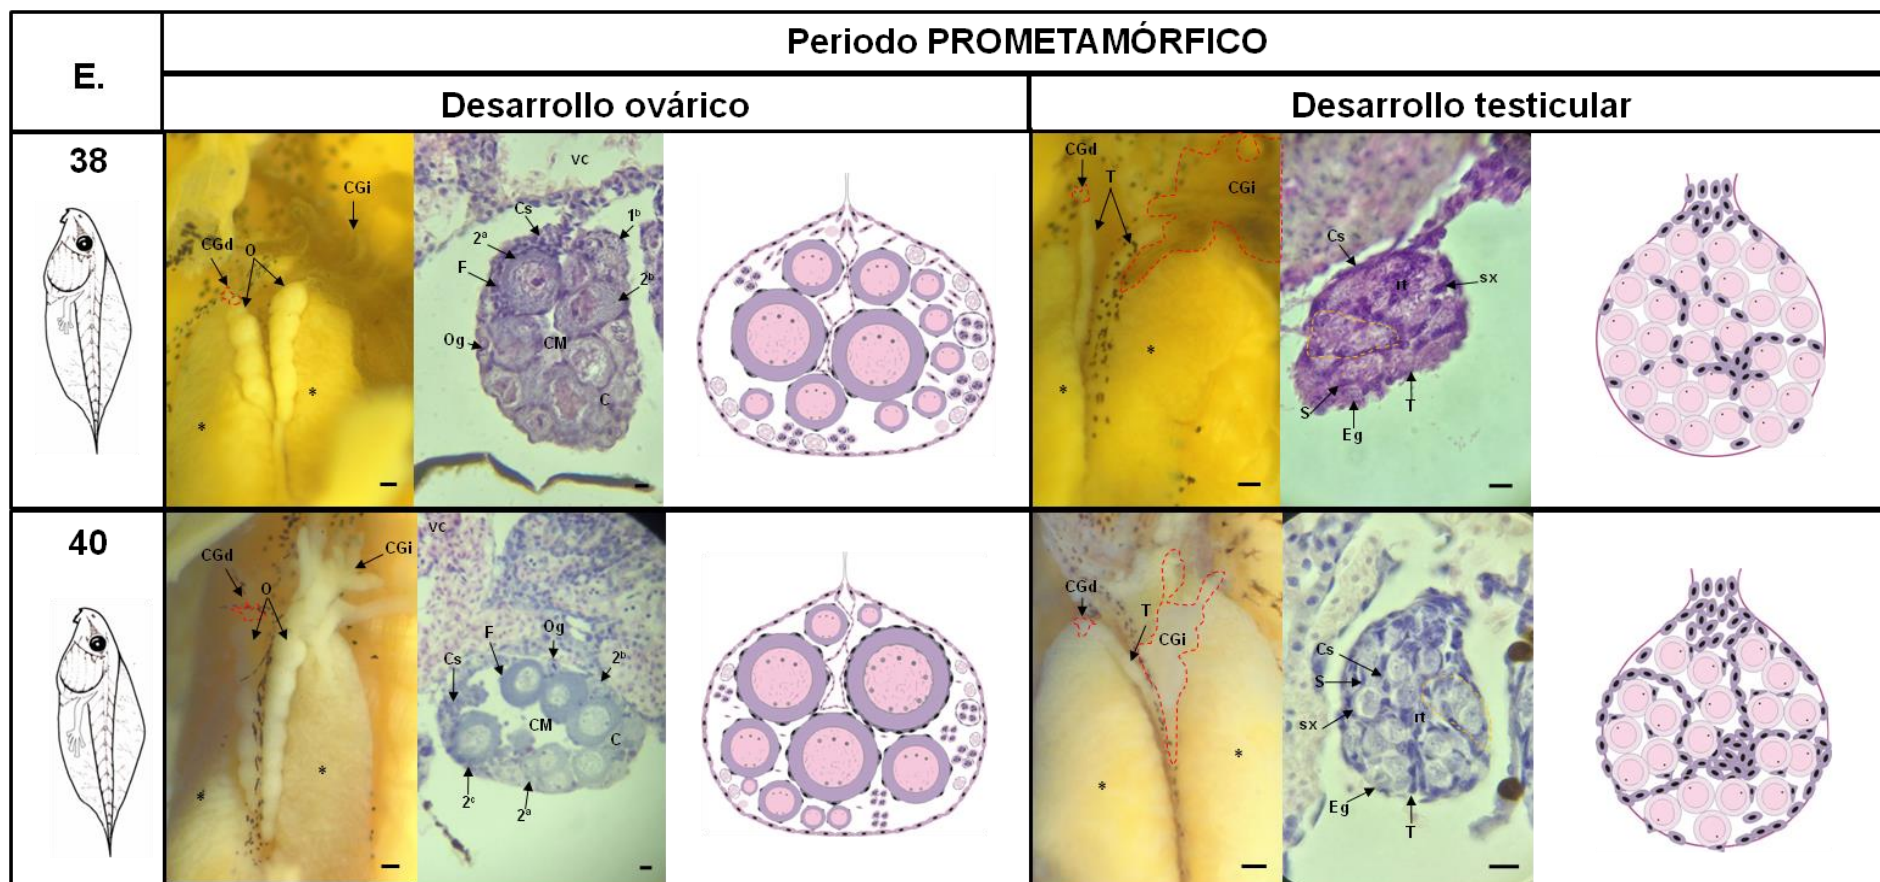 E.
Periodo PROMETAMÓRFICO
Desarrollo ovárico
Desarrollo testicular
38
CGi
CGd
O
vc
Cs
1ᵇ
2ᵃ
F
2ᵇ
Og
CM
C
*
*
CGd
T
CGi
*
*
Cs
rt
sx
S
Eg
T
40
CGd
CGi
O
*
*
vc
F
Og
2ᵇ
Cs
CM
C
2ᶜ
2ᵃ
CGd
T
CGi
*
*
Cs
S
sx
rt
Eg
T